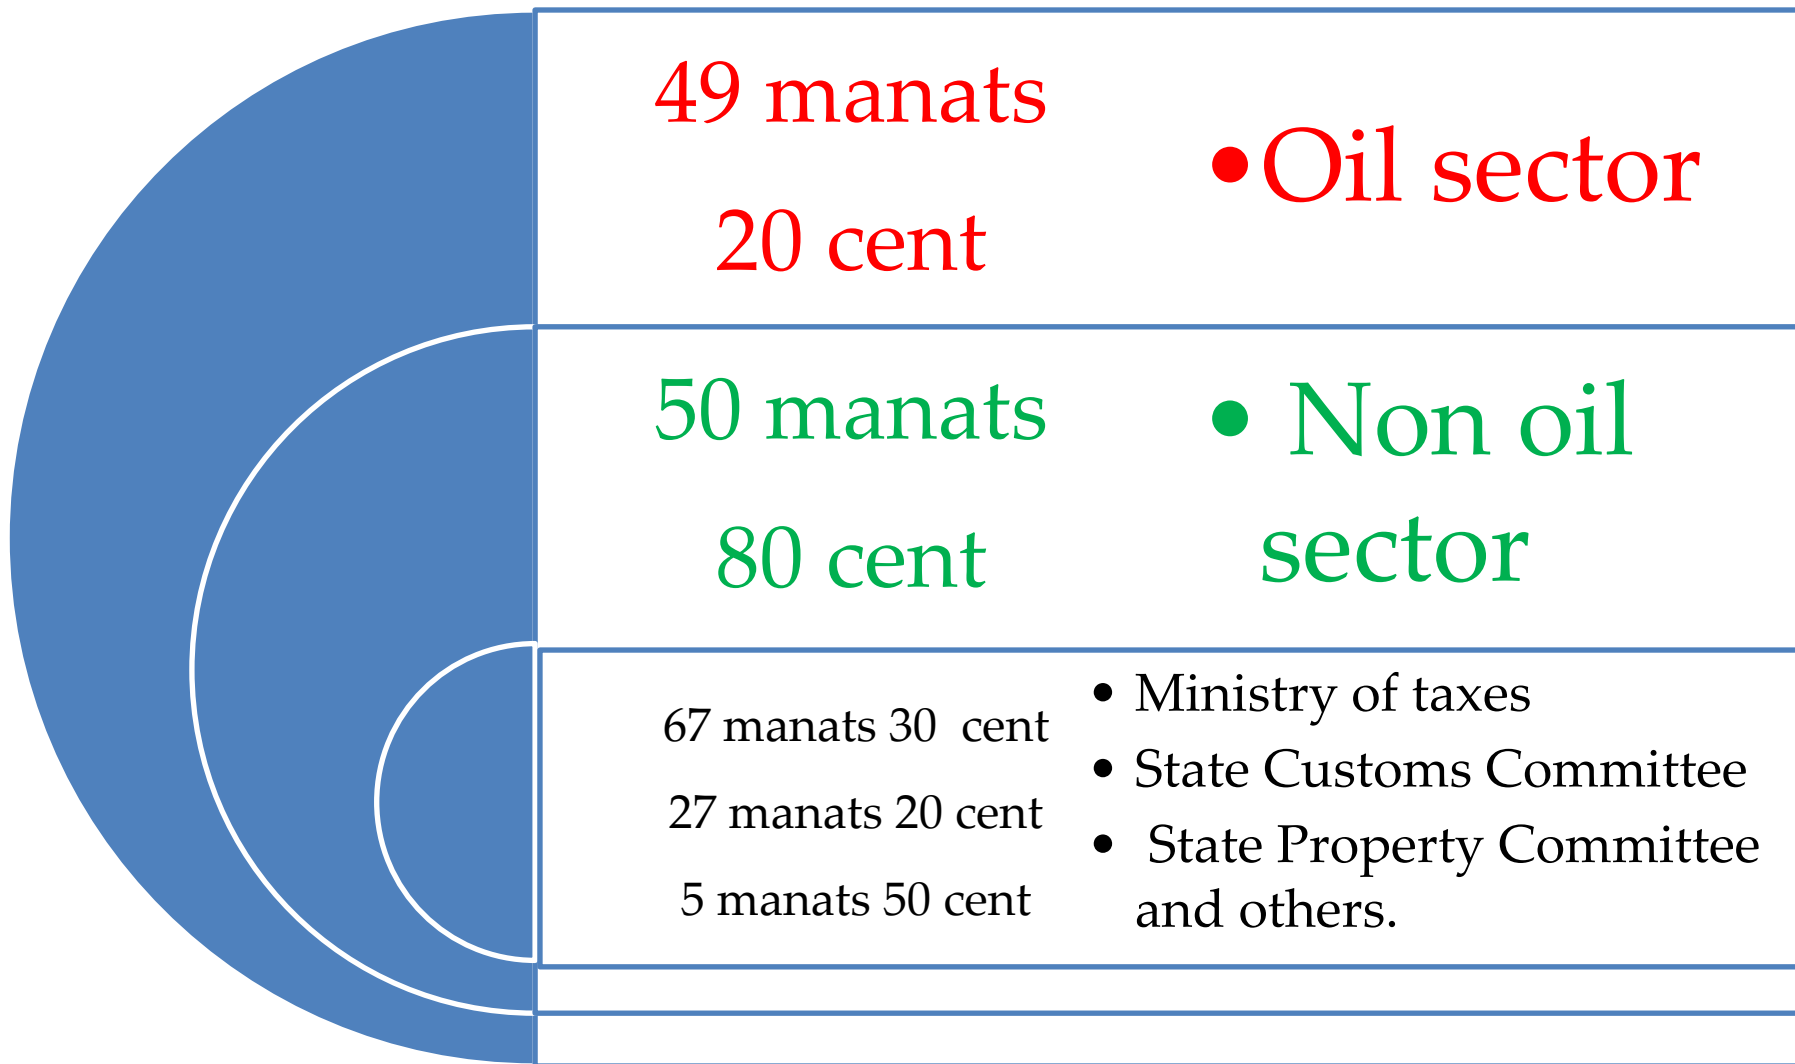 49 manats
20 cent
•Oil sector
50 manats
80 cent
• Non oil
sector
67 manats 30  cent
27 manats 20 cent
5 manats 50 cent
• Ministry of taxes
• State Customs Committee
• State Property Committee
and others.